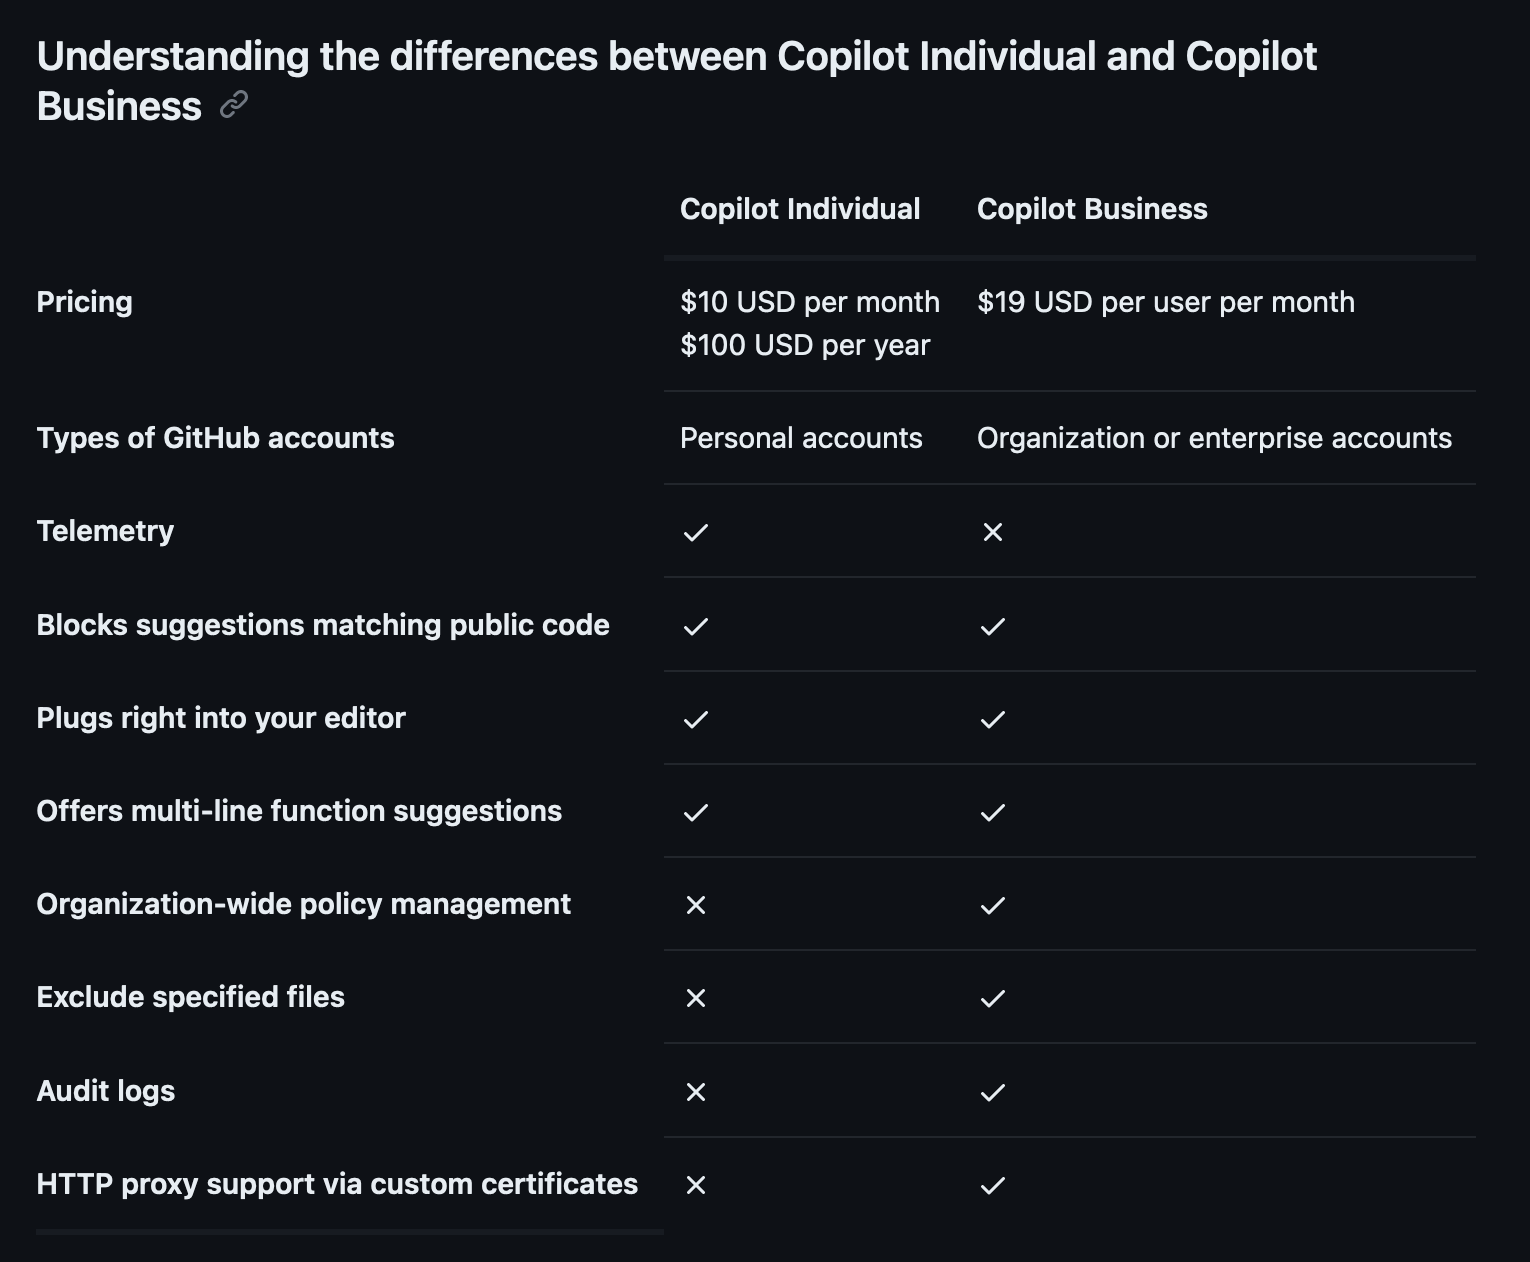 Understanding the differences between Copilot Individual and Copilot
Business
Copilot Individual Copilot Business
Pricing $10 USD per month $19 USD per user per month
$100 USD per year
Types of GitHub accounts Personal accounts Organization or enterprise accounts
Telemetry ✓ ✕
Blocks suggestions matching public code ✓ ✓
Plugs right into your editor ✓ ✓
Offers multi-line function suggestions ✓ ✓
Organization-wide policy management ✕ ✓
Exclude specified files ✕ ✓
Audit logs ✕ ✓
HTTP proxy support via custom certificates ✕ ✓